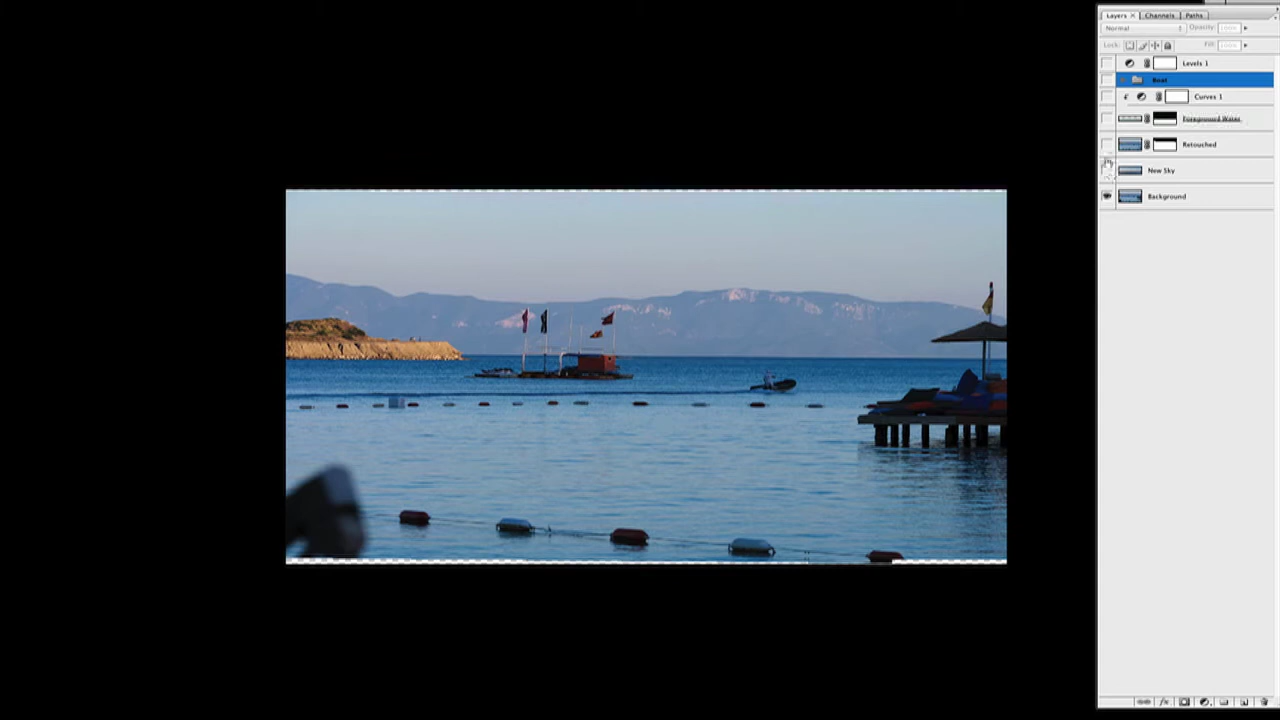 Layers × Channels Paths
Normal Opacity:
Lock: Fill:
Levels 1
Boat
Curves 1
Foreground Water
Retouched
New Sky
Background